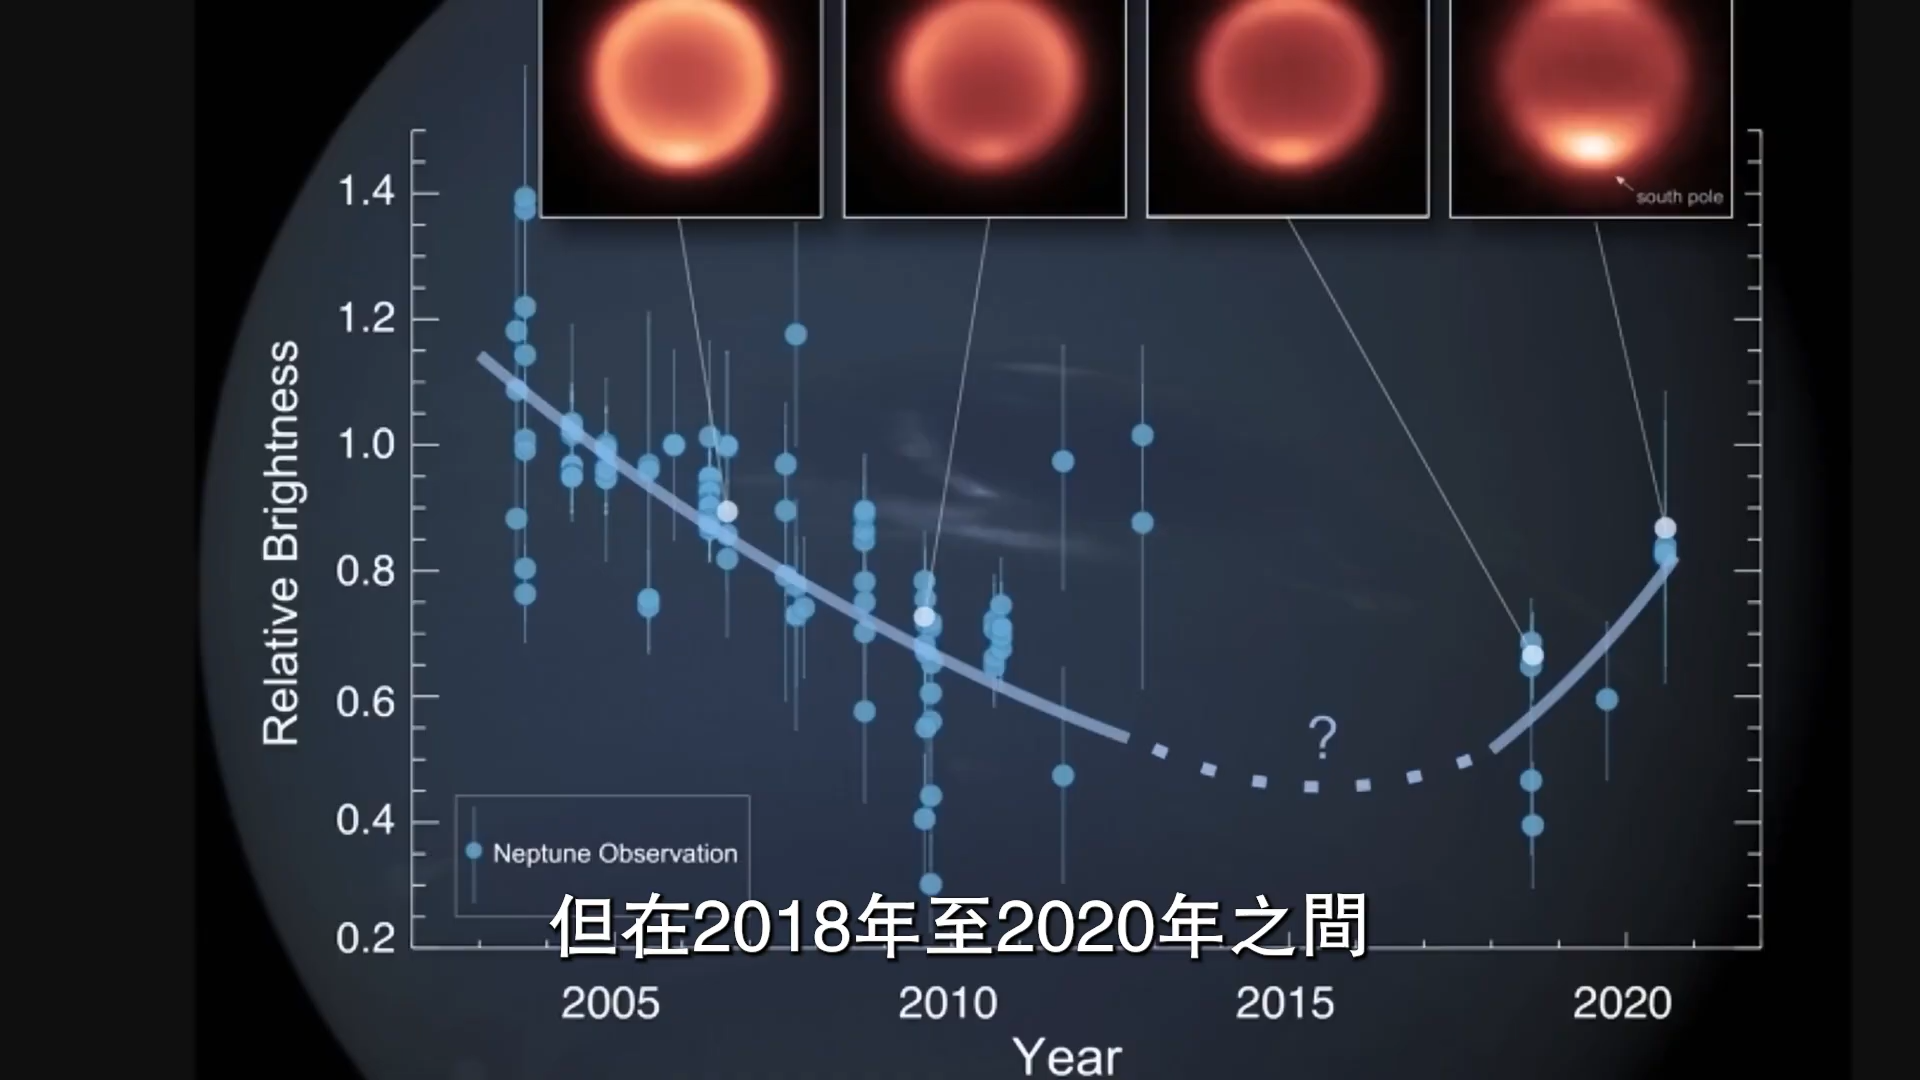 south pole
1.4
1.2
1.0
0.8
0.6
0.4
0.2
Relative Brightness
?
Neptune Observation
但在2018年至2020年之間
2005
2010
2015
2020
Year